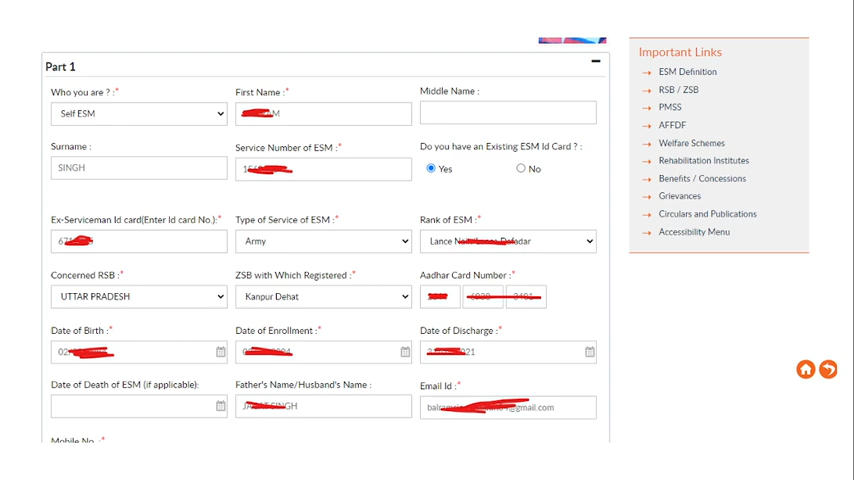 Part 1
Who you are ? :*
First Name :*
Middle Name :
Self ESM
Surname :
Service Number of ESM :*
Do you have an Existing ESM Id Card ? :
SINGH
Yes
No
Ex-Serviceman Id card(Enter Id card No.):*
Type of Service of ESM :*
Rank of ESM :*
Army
Lance
Concerned RSB :*
ZSB with Which Registered :*
Aadhar Card Number :*
UTTAR PRADESH
Kanpur Dehat
Date of Birth :*
Date of Enrollment :*
Date of Discharge :*
Date of Death of ESM (if applicable):
Father's Name/Husband's Name :
Email Id :*
SINGH
@gmail.com
Mobile No. :*
Important Links
ESM Definition
RSB / ZSB
PMSS
AFFDF
Welfare Schemes
Rehabilitation Institutes
Benefits / Concessions
Grievances
Circulars and Publications
Accessibility Menu